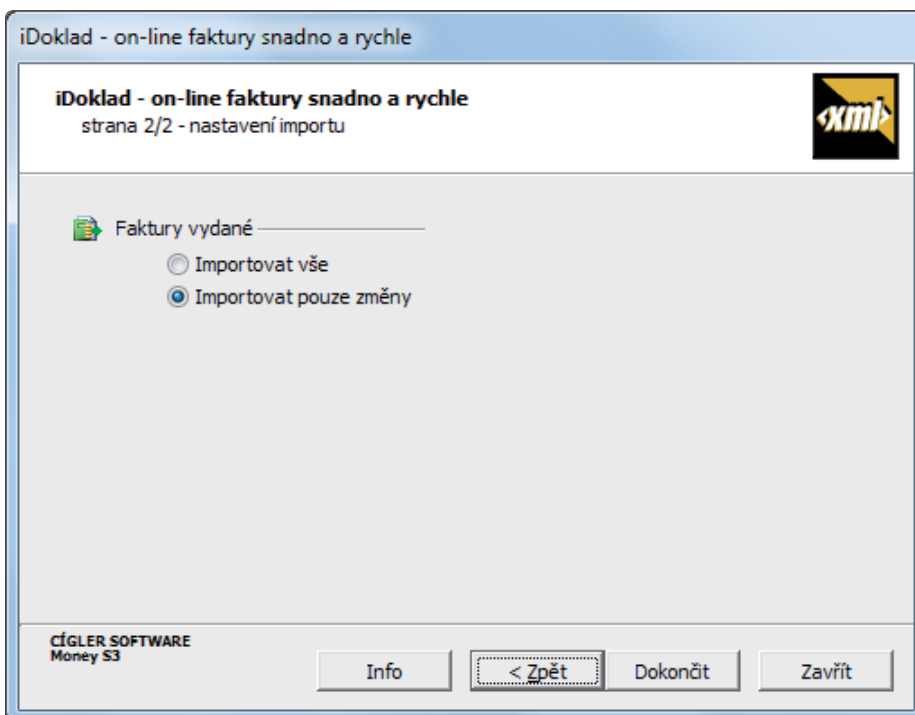 iDoklad - on-line faktury snadno a rychle
iDoklad - on-line faktury snadno a rychle
strana 2/2 - nastavení importu
<xml>
Faktury vydané
Importovat vše
Importovat pouze změny
CÍGLER SOFTWARE
Money S3
Info
< Zpět
Dokončit
Zavřít